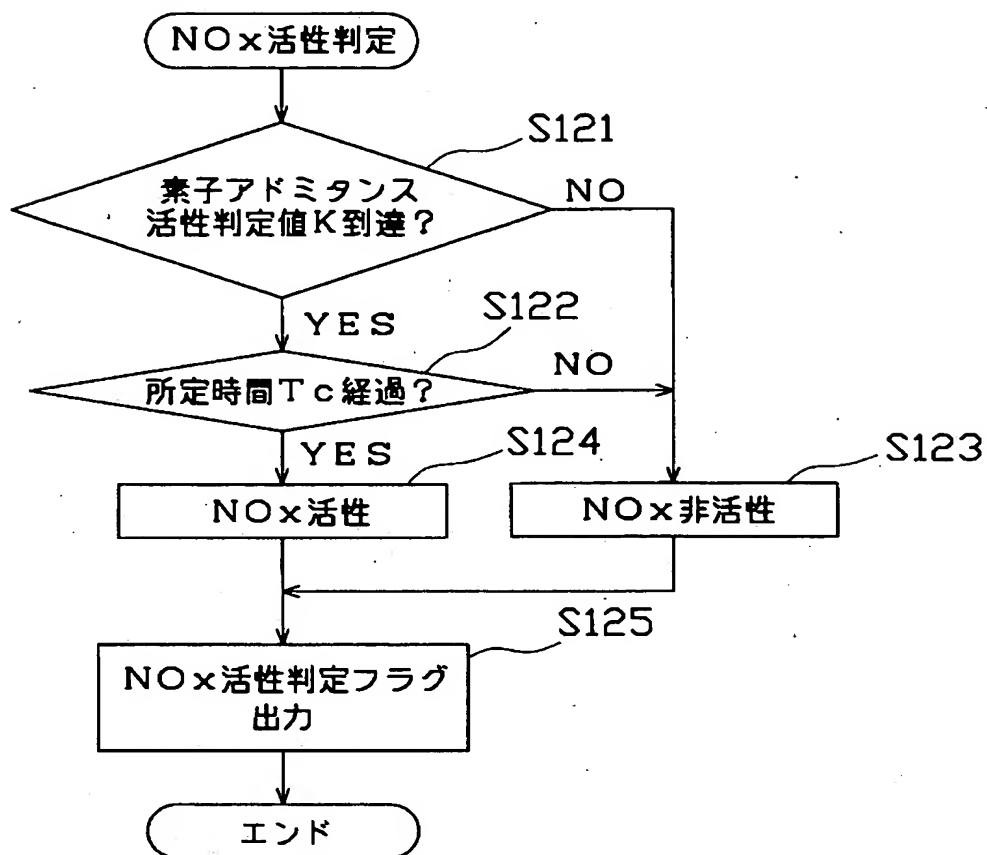 NOx活性判定
S121
素子アドミタンス
活性判定値K到達？
NO
YES
S122
所定時間Tc経過？
NO
YES
S124
S123
NOx活性
NOx非活性
S125
NOx活性判定フラグ
出力
エンド